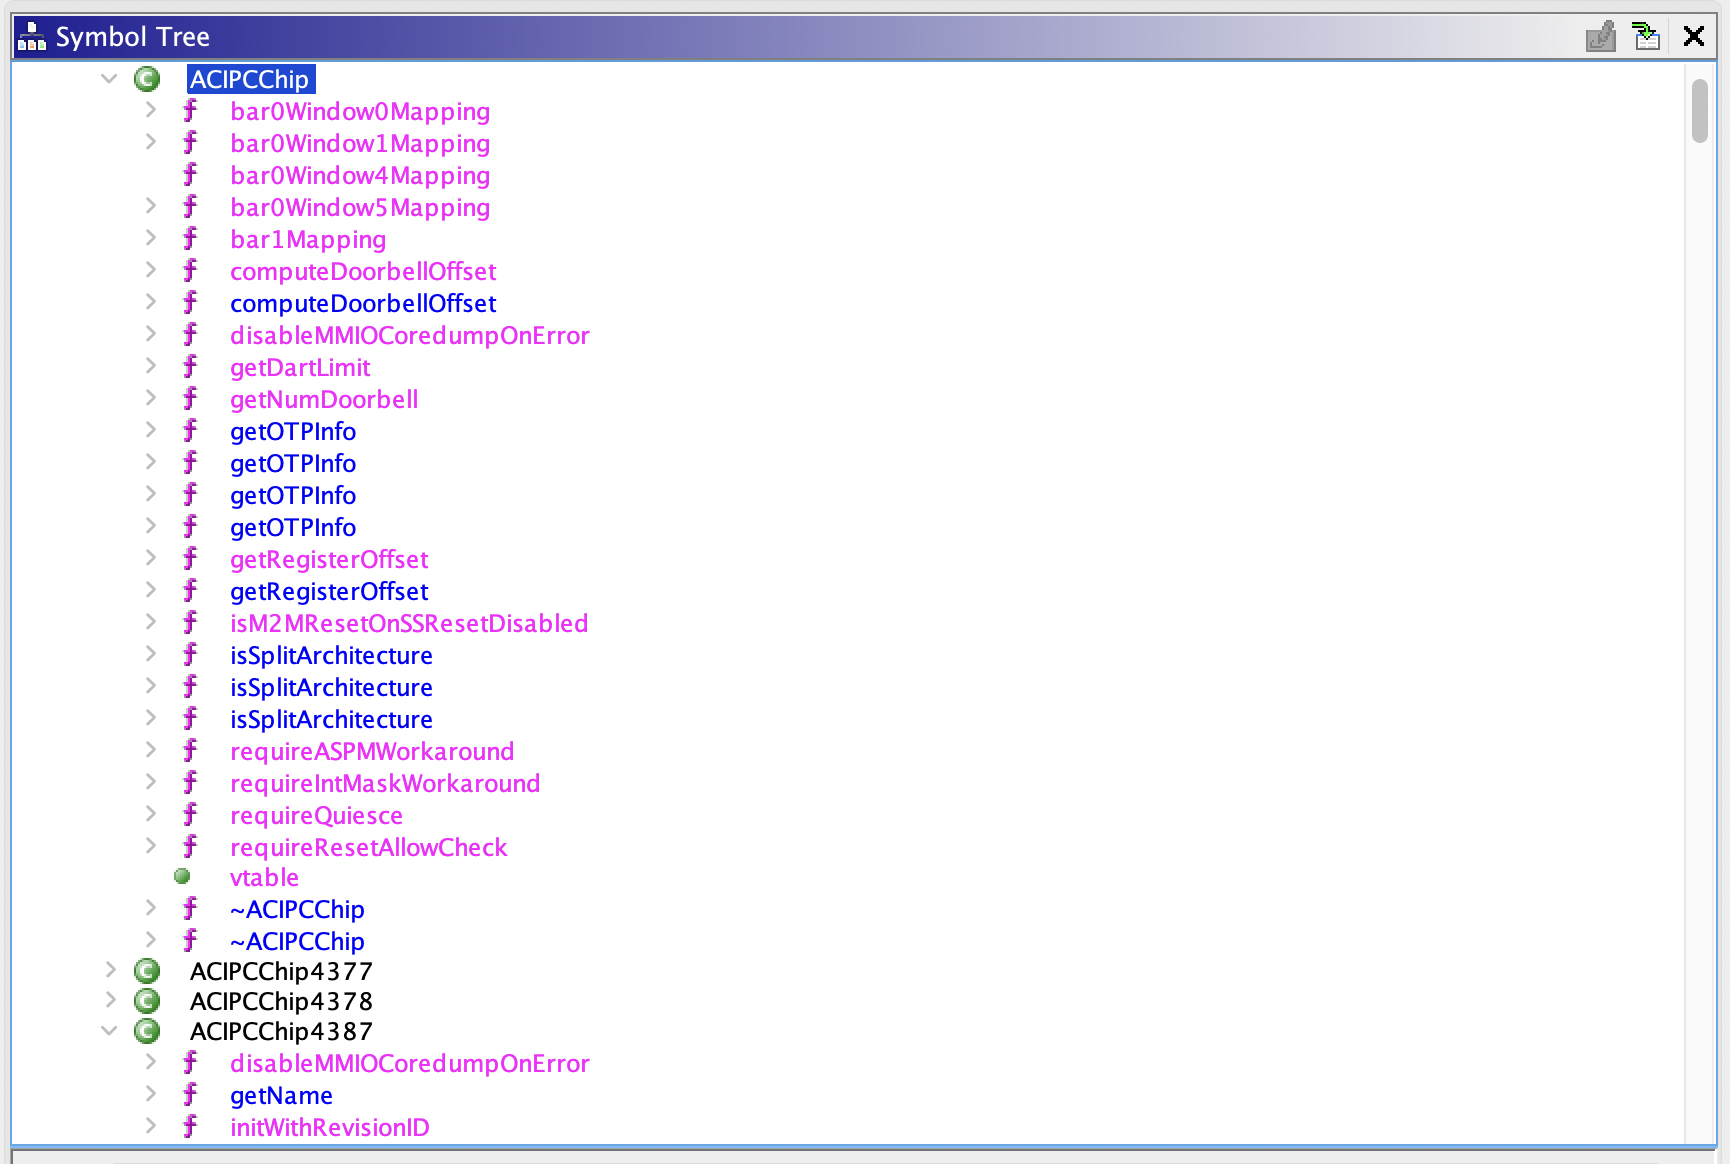 Symbol Tree
ACIPCChip
bar0Window0Mapping
bar0Window1Mapping
bar0Window4Mapping
bar0Window5Mapping
bar1Mapping
computeDoorbellOffset
computeDoorbellOffset
disableMMIOCoredumpOnError
getDartLimit
getNumDoorbell
getOTPInfo
getOTPInfo
getOTPInfo
getOTPInfo
getRegisterOffset
getRegisterOffset
isM2MResetOnSSResetDisabled
isSplitArchitecture
isSplitArchitecture
isSplitArchitecture
requireASPMWorkaround
requireIntMaskWorkaround
requireQuiesce
requireResetAllowCheck
vtable
~ACIPCChip
~ACIPCChip
ACIPCChip4377
ACIPCChip4378
ACIPCChip4387
disableMMIOCoredumpOnError
getName
initWithRevisionID